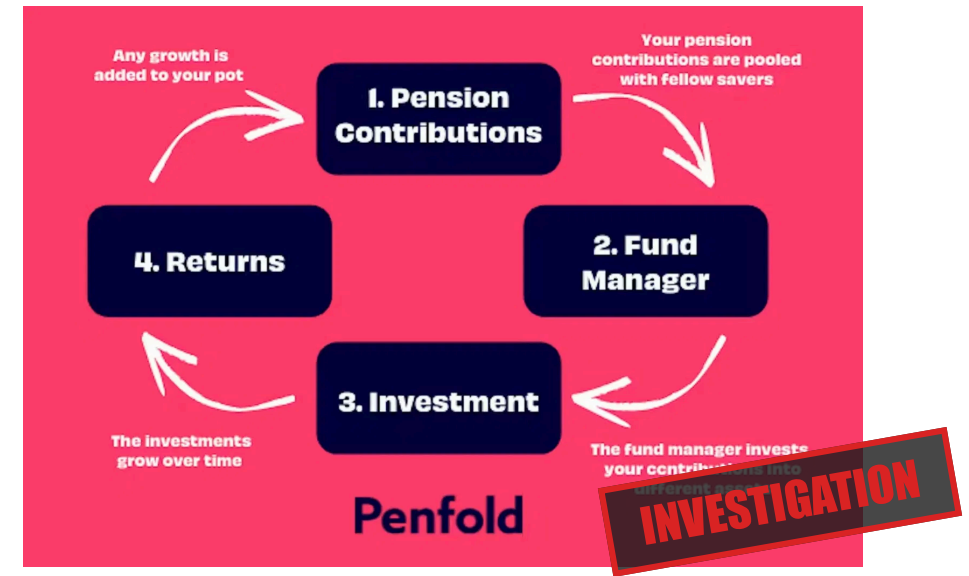 Any growth is
added to your pot
Your pension
contributions are pooled
with fellow savers
1. Pension
Contributions
2. Fund
Manager
4. Returns
3. Investment
The investments
grow over time
The fund manager invests
your contributions into
different assets
Penfold
INVESTIGATION